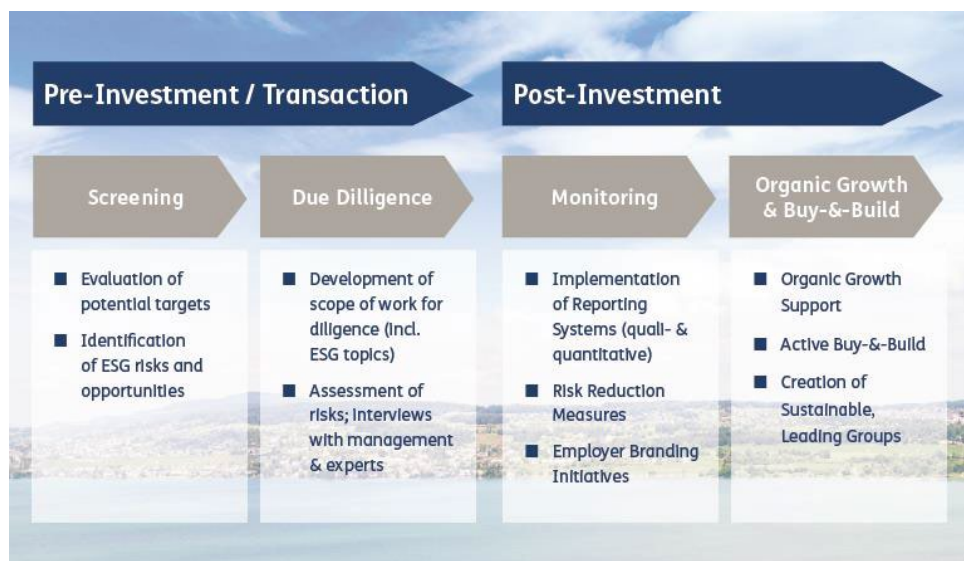 Pre-Investment / Transaction
Post-Investment
Screening
Due Dilligence
Monitoring
Organic Growth
& Buy-&-Build
■ Evaluation of
potential targets
■ Identification
of ESG risks and
opportunities
■ Development of
scope of work for
diligence (incl.
ESG topics)
■ Assessment of
risks; interviews
with management
& experts
■ Implementation
of Reporting
Systems (quali- &
quantitative)
■ Risk Reduction
Measures
■ Employer Branding
Initiatives
■ Organic Growth
Support
■ Active Buy-&-Build
■ Creation of
Sustainable,
Leading Groups